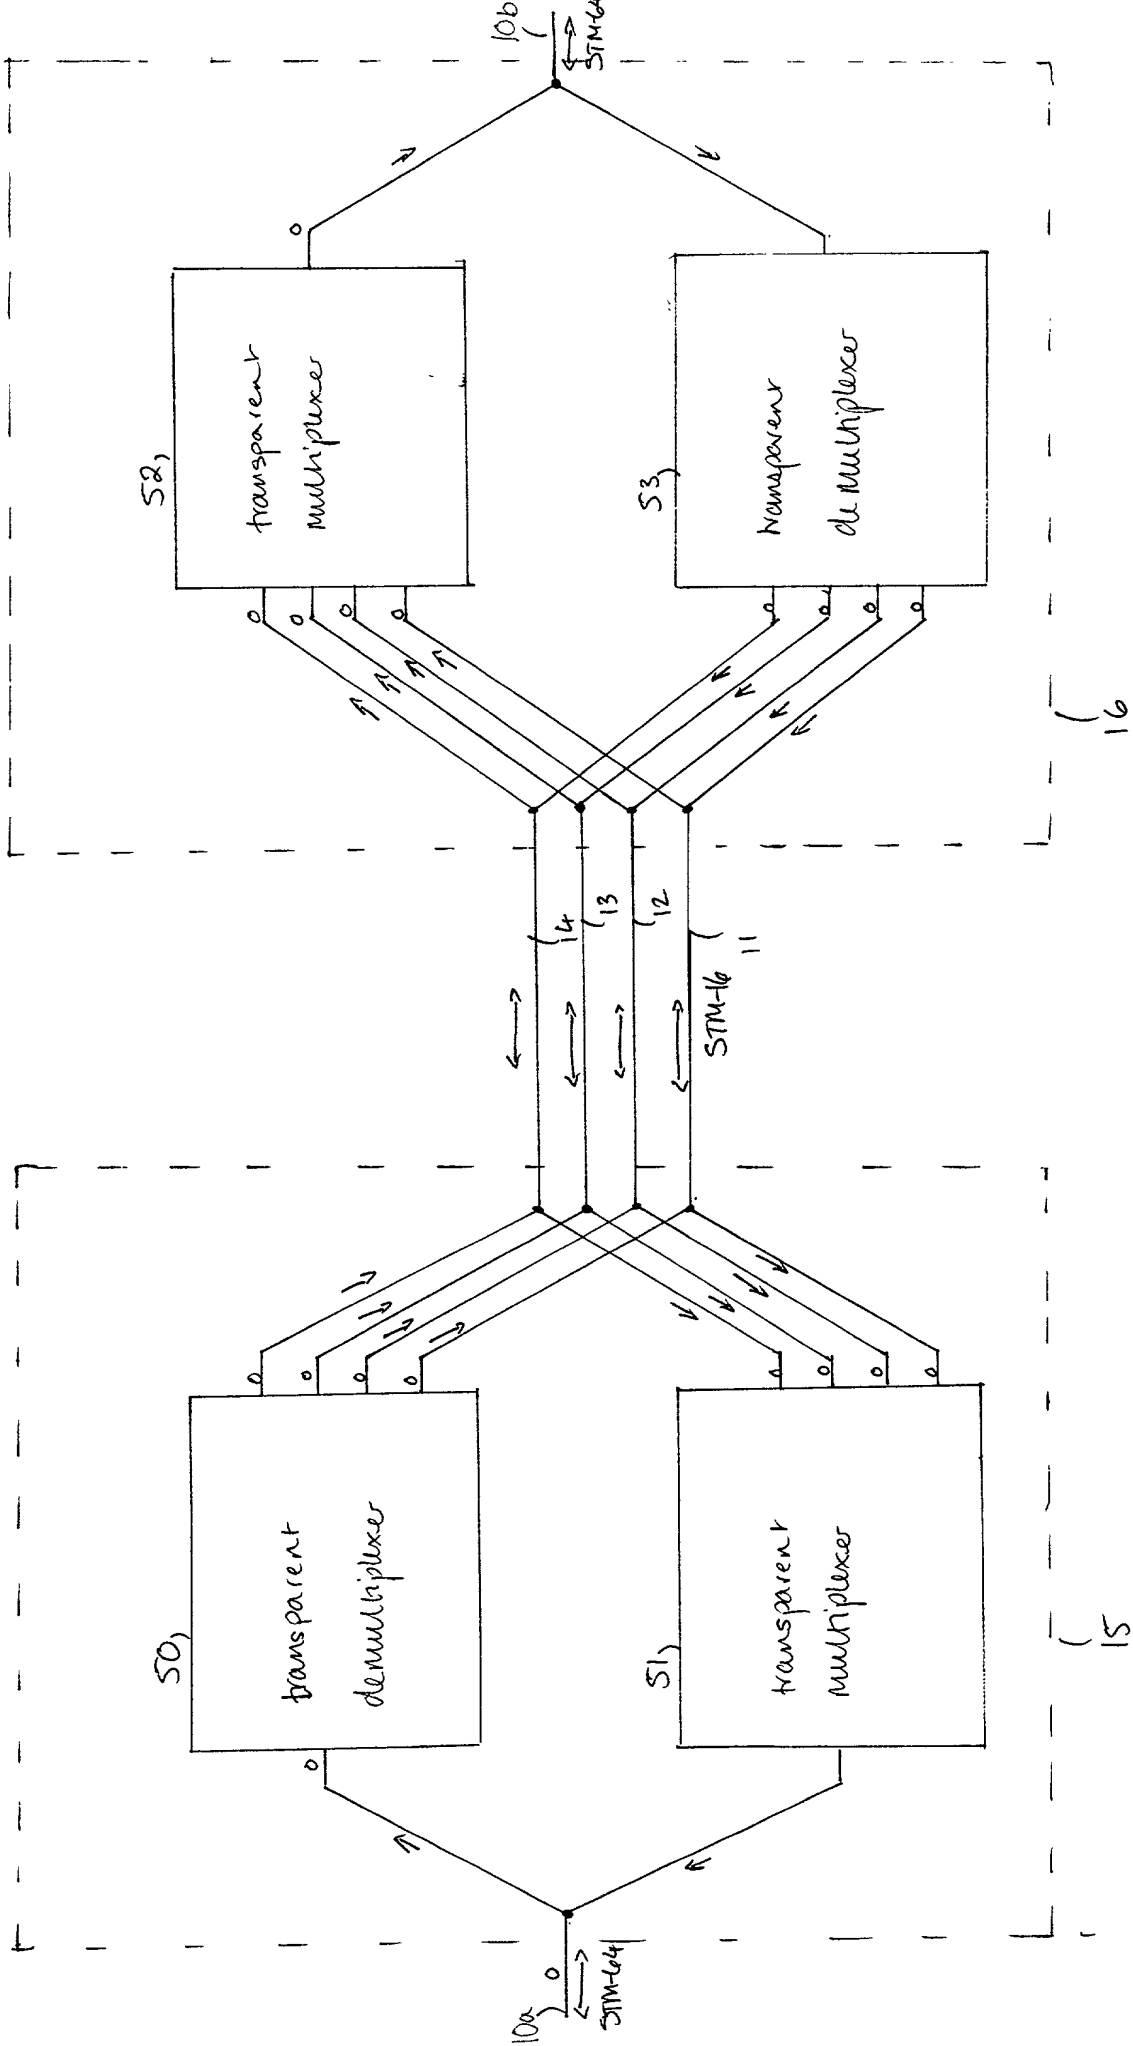 50,
transparent
demultiplexer
51,
transparent
multiplexer
10a
STM-64
15
14
13
12
11
STM-16
52,
transparent
multiplexer
53,
transparent
demultiplexer
10b
STM-64
16